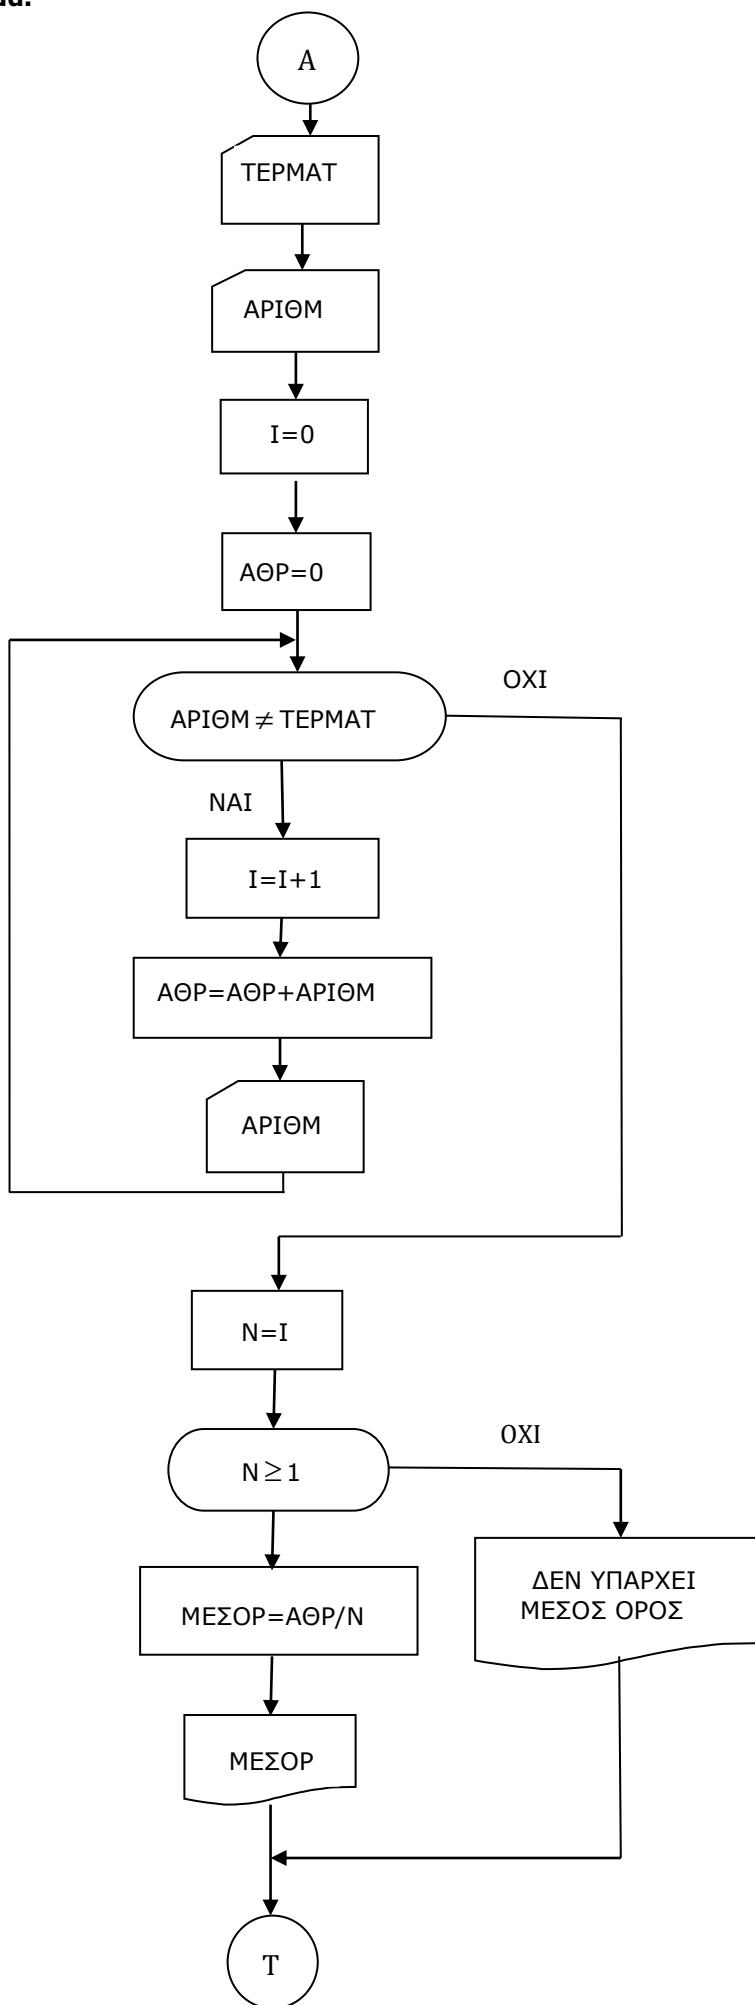 Α
ΤΕΡΜΑΤ
ΑΡΙΘΜ
Ι=0
ΑΘΡ=0
ΟΧΙ
ΑΡΙΘΜ ≠ ΤΕΡΜΑΤ
ΝΑΙ
Ι=Ι+1
ΑΘΡ=ΑΘΡ+ΑΡΙΘΜ
ΑΡΙΘΜ
Ν=Ι
ΟΧΙ
Ν ≥ 1
ΔΕΝ ΥΠΑΡΧΕΙ
ΜΕΣΟΣ ΟΡΟΣ
ΜΕΣΟΡ=ΑΘΡ/Ν
ΜΕΣΟΡ
Τ